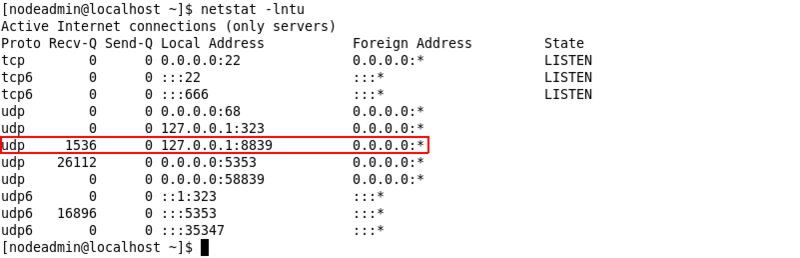 [nodeadmin@localhost ~]$ netstat -lntu
Active Internet connections (only servers)
Proto Recv-Q Send-Q Local Address           Foreign Address         State
tcp        0      0 0.0.0.0:22              0.0.0.0:*               LISTEN
tcp6       0      0 :::22                   :::*                    LISTEN
tcp6       0      0 :::666                  :::*                    LISTEN
udp        0      0 0.0.0.0:68              0.0.0.0:*
udp        0      0 127.0.0.1:323           0.0.0.0:*
udp     1536      0 127.0.0.1:8839          0.0.0.0:*
udp    26112      0 0.0.0.0:5353            0.0.0.0:*
udp        0      0 0.0.0.0:58839           0.0.0.0:*
udp6       0      0 ::1:323                 :::*
udp6   16896      0 :::5353                 :::*
udp6       0      0 :::35347                :::*
[nodeadmin@localhost ~]$